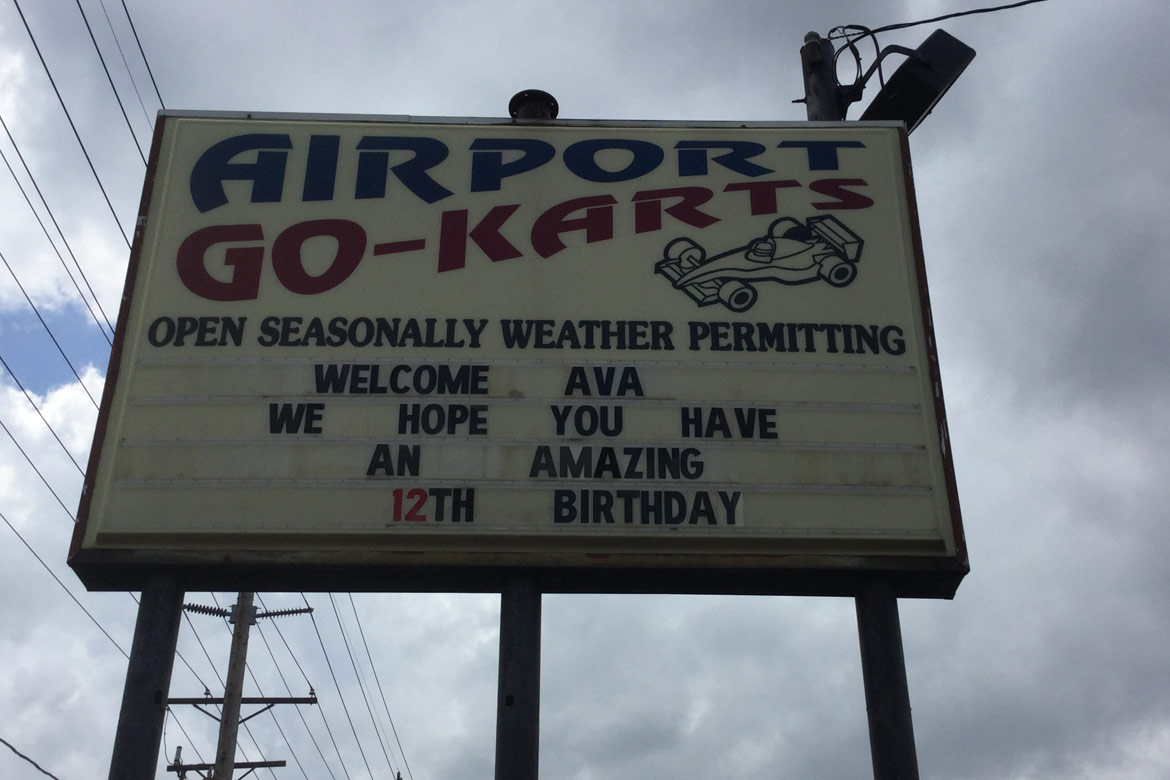 AIRPORT
GO-KARTS
OPEN SEASONALLY WEATHER PERMITTING
WELCOME AVA
WE HOPE YOU HAVE
AN AMAZING
12TH BIRTHDAY